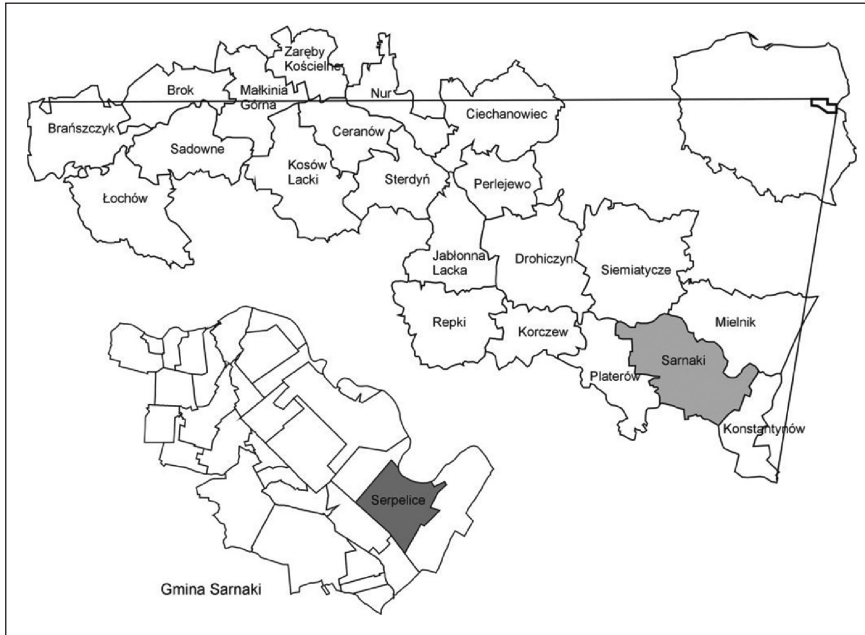 Zaręby
Kościelne
Brok
Małkinia
Górna
Nur
Ciechanowiec
Brańszczyk
Ceranów
Sadowne
Kosów
Lacki
Sterdyń
Perlejewo
Łochów
Jabłonna
Lacka
Drohiczyn
Siemiatycze
Repki
Korczew
Mielnik
Sarnaki
Platerów
Konstantynów
Serpelice
Gmina Sarnaki